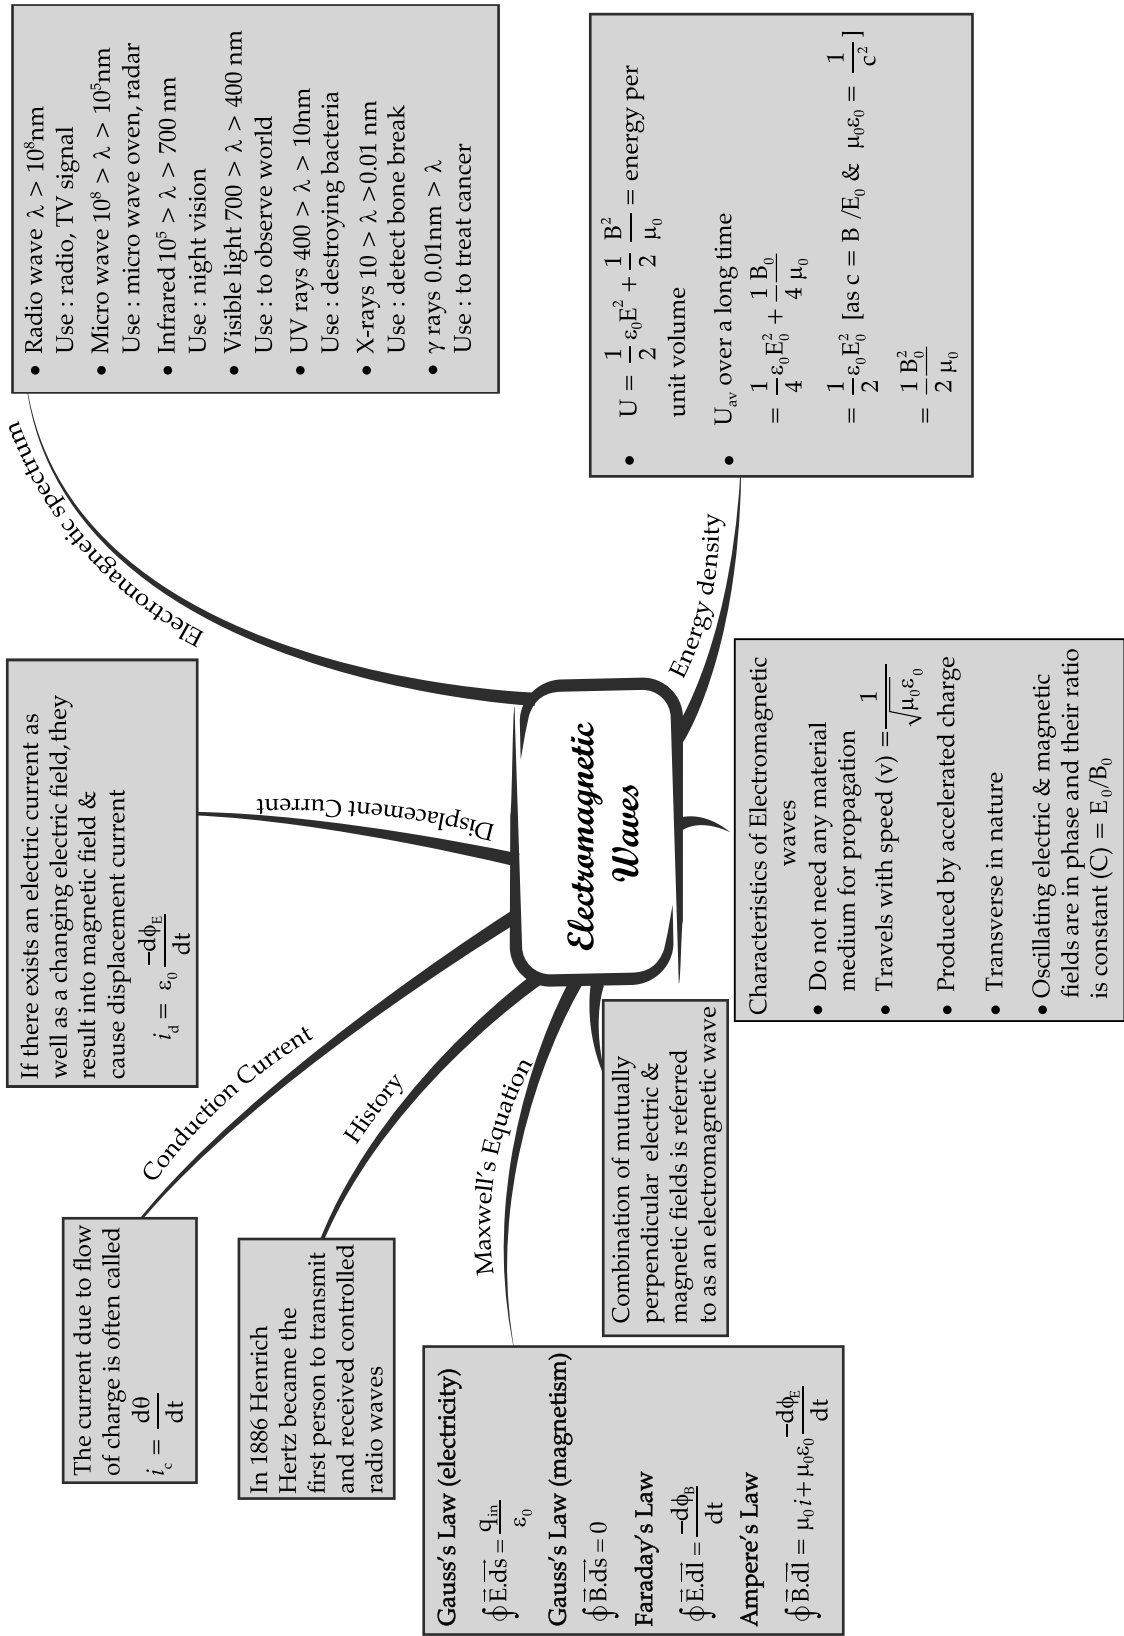 Electromagnetic
Waves
Maxwell's Equation
Gauss's Law (electricity)
∮E⃗.ds⃗ = q_in/ε₀
Gauss's Law (magnetism)
∮B⃗.ds⃗ = 0
Faraday's Law
∮E⃗.dl⃗ = -dϕ_B/dt
Ampere's Law
∮B⃗.dl⃗ = μ₀i + μ₀ε₀ -dϕ_E/dt
History
In 1886 Henrich
Hertz became the
first person to transmit
and received controlled
radio waves
Conduction Current
The current due to flow
of charge is often called
i_c = dθ/dt
Displacement Current
If there exists an electric current as
well as a changing electric field, they
result into magnetic field &
cause displacement current
i_d = ε₀ -dϕ_E/dt
Electromagnetic spectrum
• Radio wave λ > 10⁸nm
Use : radio, TV signal
• Micro wave 10⁸ > λ > 10⁵nm
Use : micro wave oven, radar
• Infrared 10⁵ > λ > 700 nm
Use : night vision
• Visible light 700 > λ > 400 nm
Use : to observe world
• UV rays 400 > λ > 10nm
Use : destroying bacteria
• X-rays 10 > λ >0.01 nm
Use : detect bone break
• γ rays 0.01nm > λ
Use : to treat cancer
Energy density
• U = 1/2 ε₀E² + 1/2 B²/μ₀ = energy per
unit volume
• U_av over a long time
= 1/4 ε₀E₀² + 1/4 B₀/μ₀
= 1/2 ε₀E₀² [as c = B /E₀ & μ₀ε₀ = 1/c² ]
= 1/2 B₀²/μ₀
Characteristics of Electromagnetic
waves
• Do not need any material
medium for propagation
• Travels with speed (v) = 1/√μ₀ε₀
• Produced by accelerated charge
• Transverse in nature
• Oscillating electric & magnetic
fields are in phase and their ratio
is constant (C) = E₀/B₀
Combination of mutually
perpendicular electric &
magnetic fields is referred
to as an electromagnetic wave